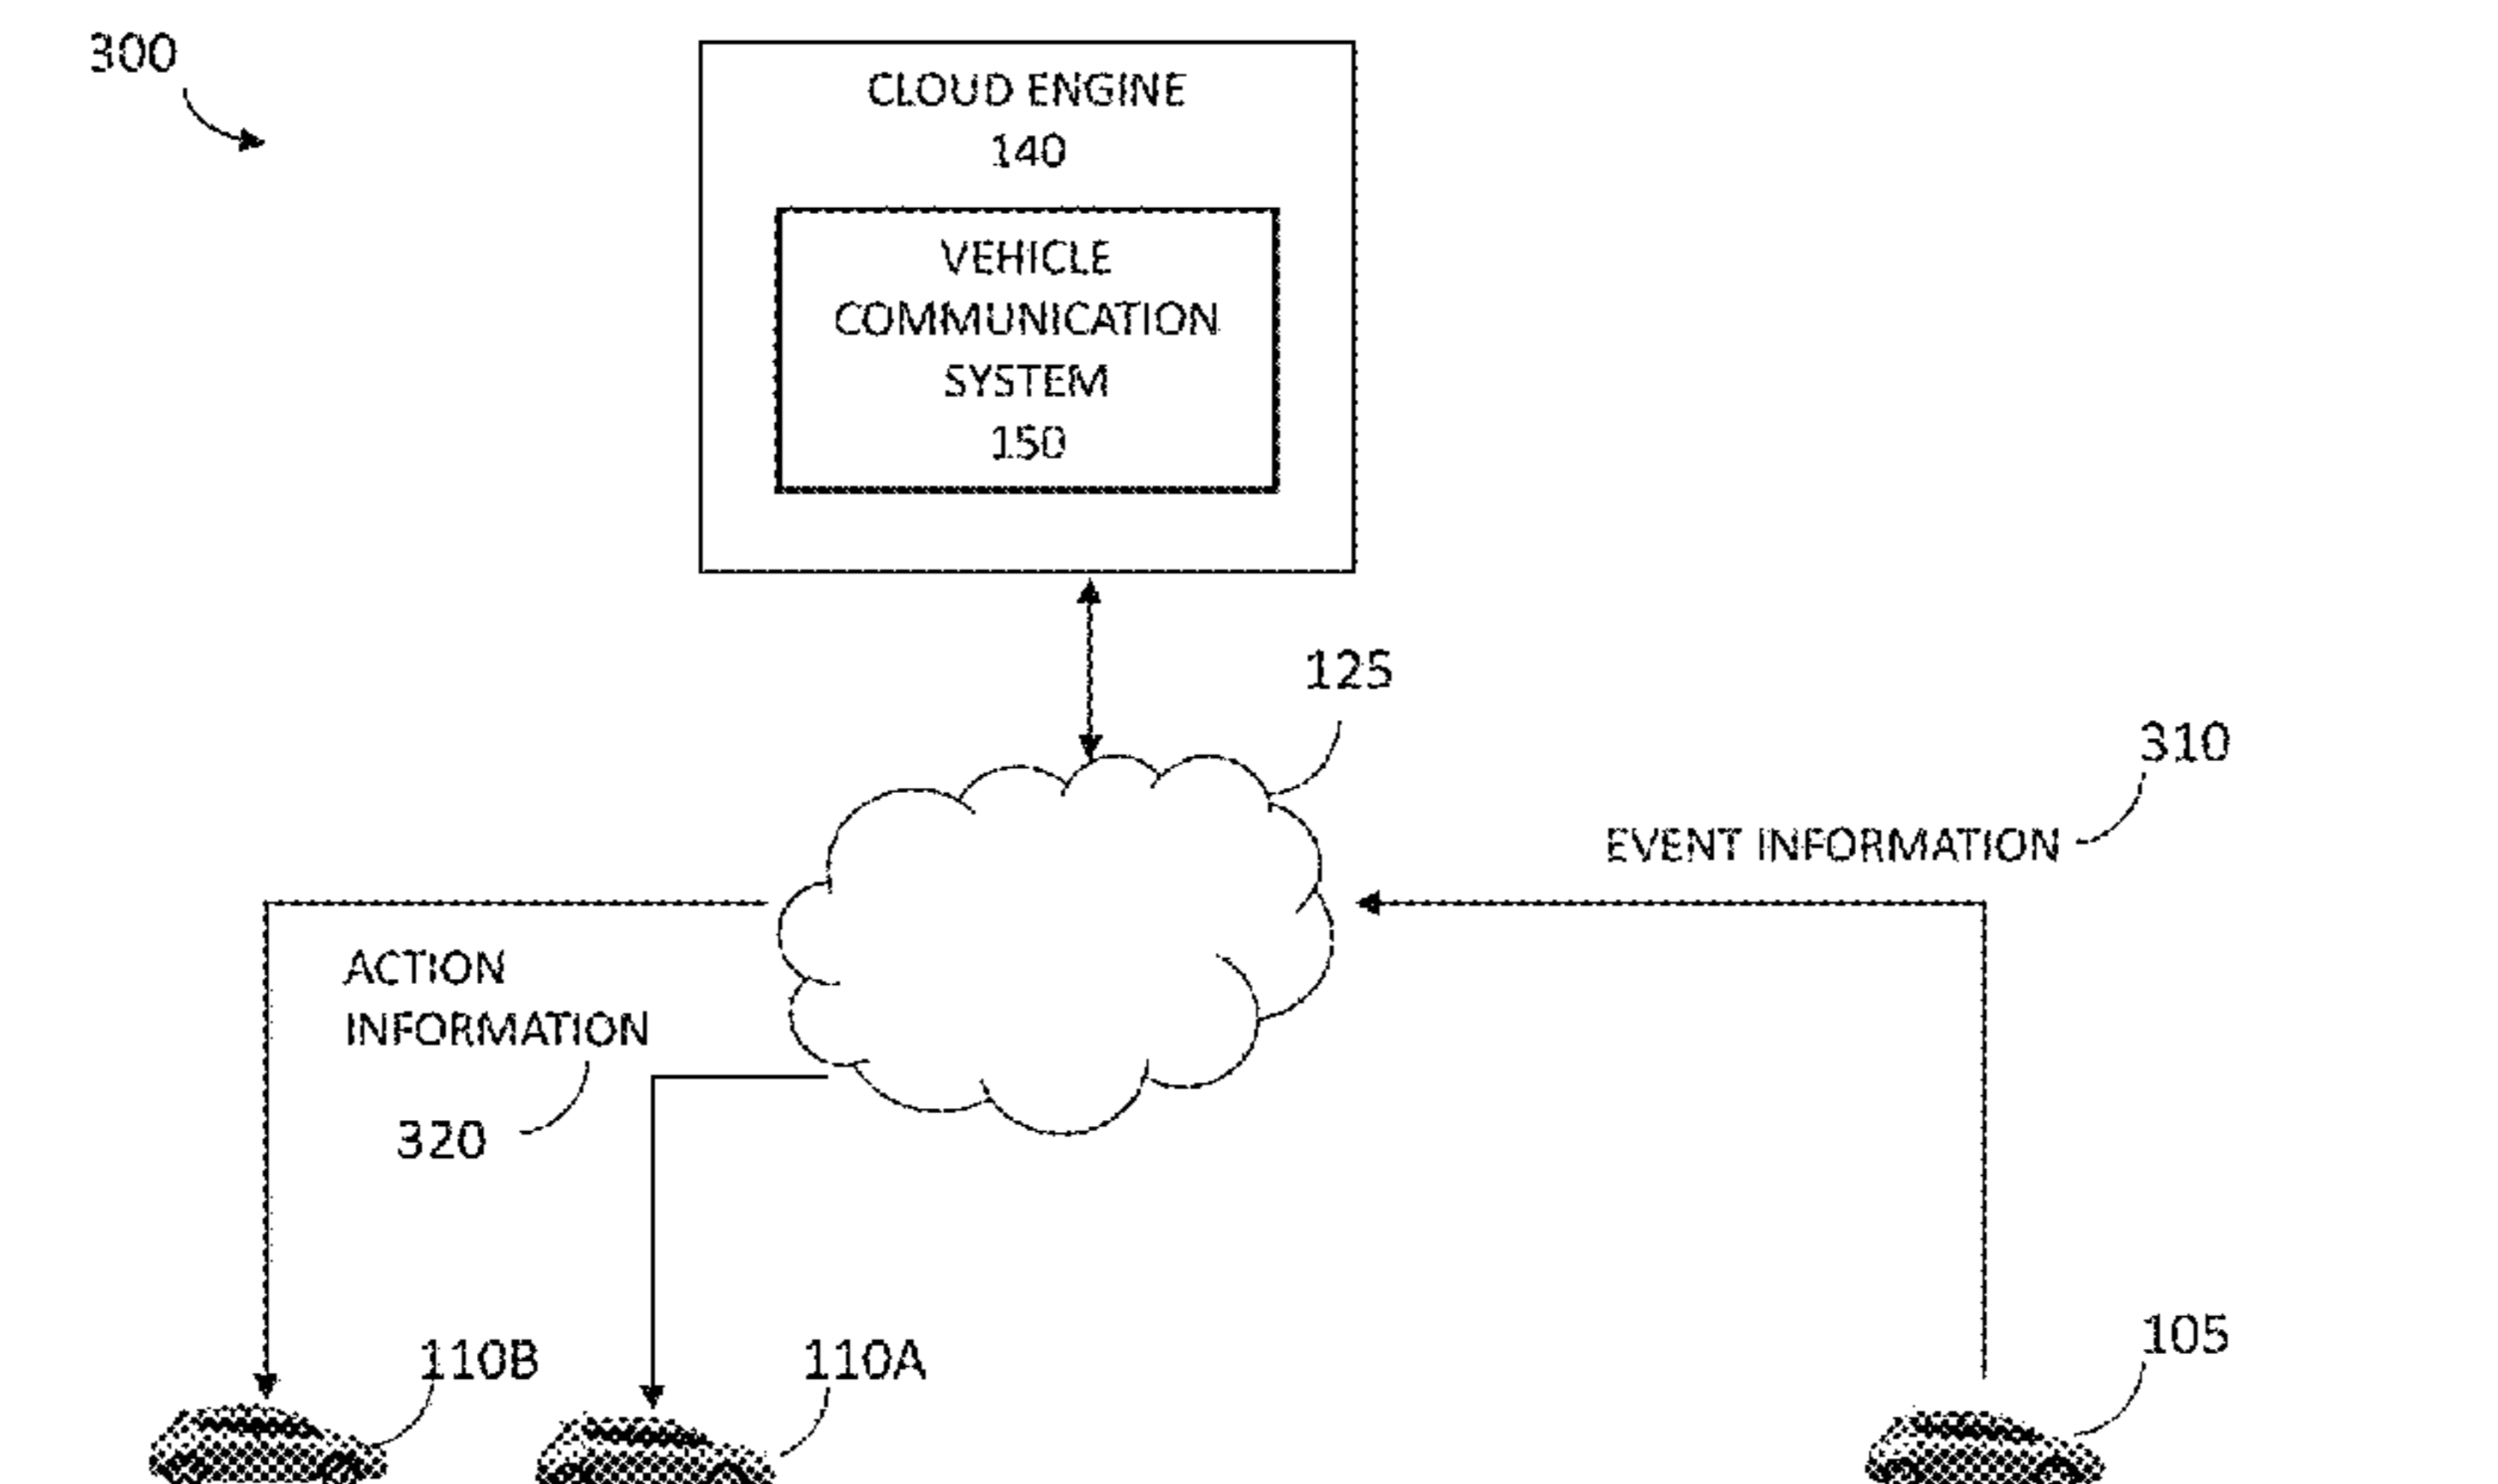 300
CLOUD ENGINE
140
VEHICLE
COMMUNICATION
SYSTEM
150
125
310
EVENT INFORMATION
ACTION
INFORMATION
320
110B
110A
105